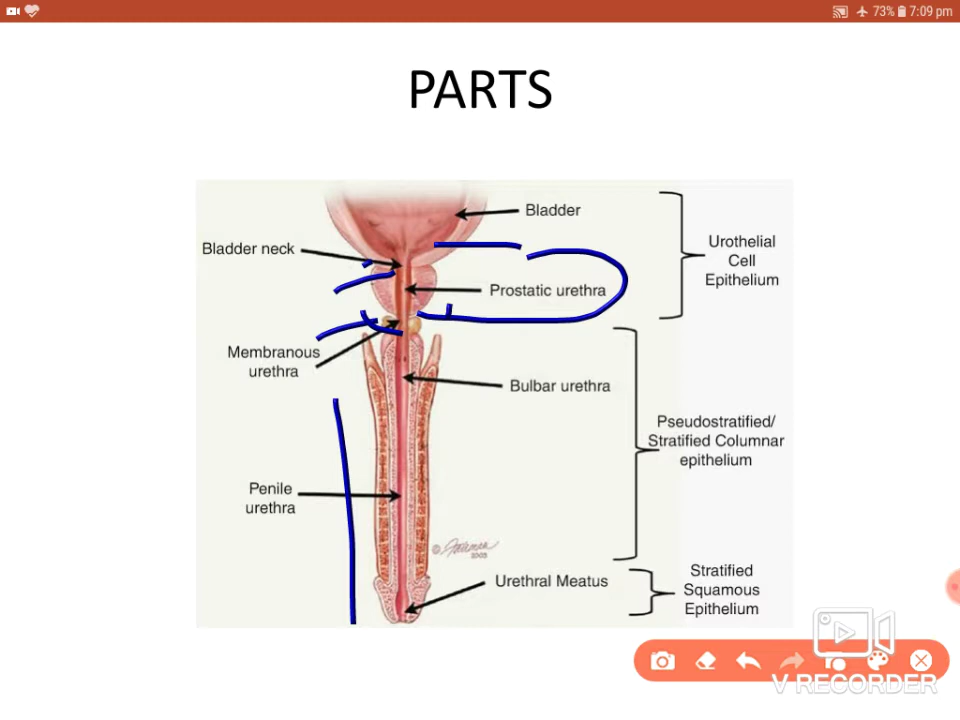 73% 7:09 pm
PARTS
Bladder
Bladder neck
Urothelial
Cell
Epithelium
Prostatic urethra
Membranous
urethra
Bulbar urethra
Pseudostratified/
Stratified Columnar
epithelium
Penile
urethra
Urethral Meatus
Stratified
Squamous
Epithelium
V RECORDER